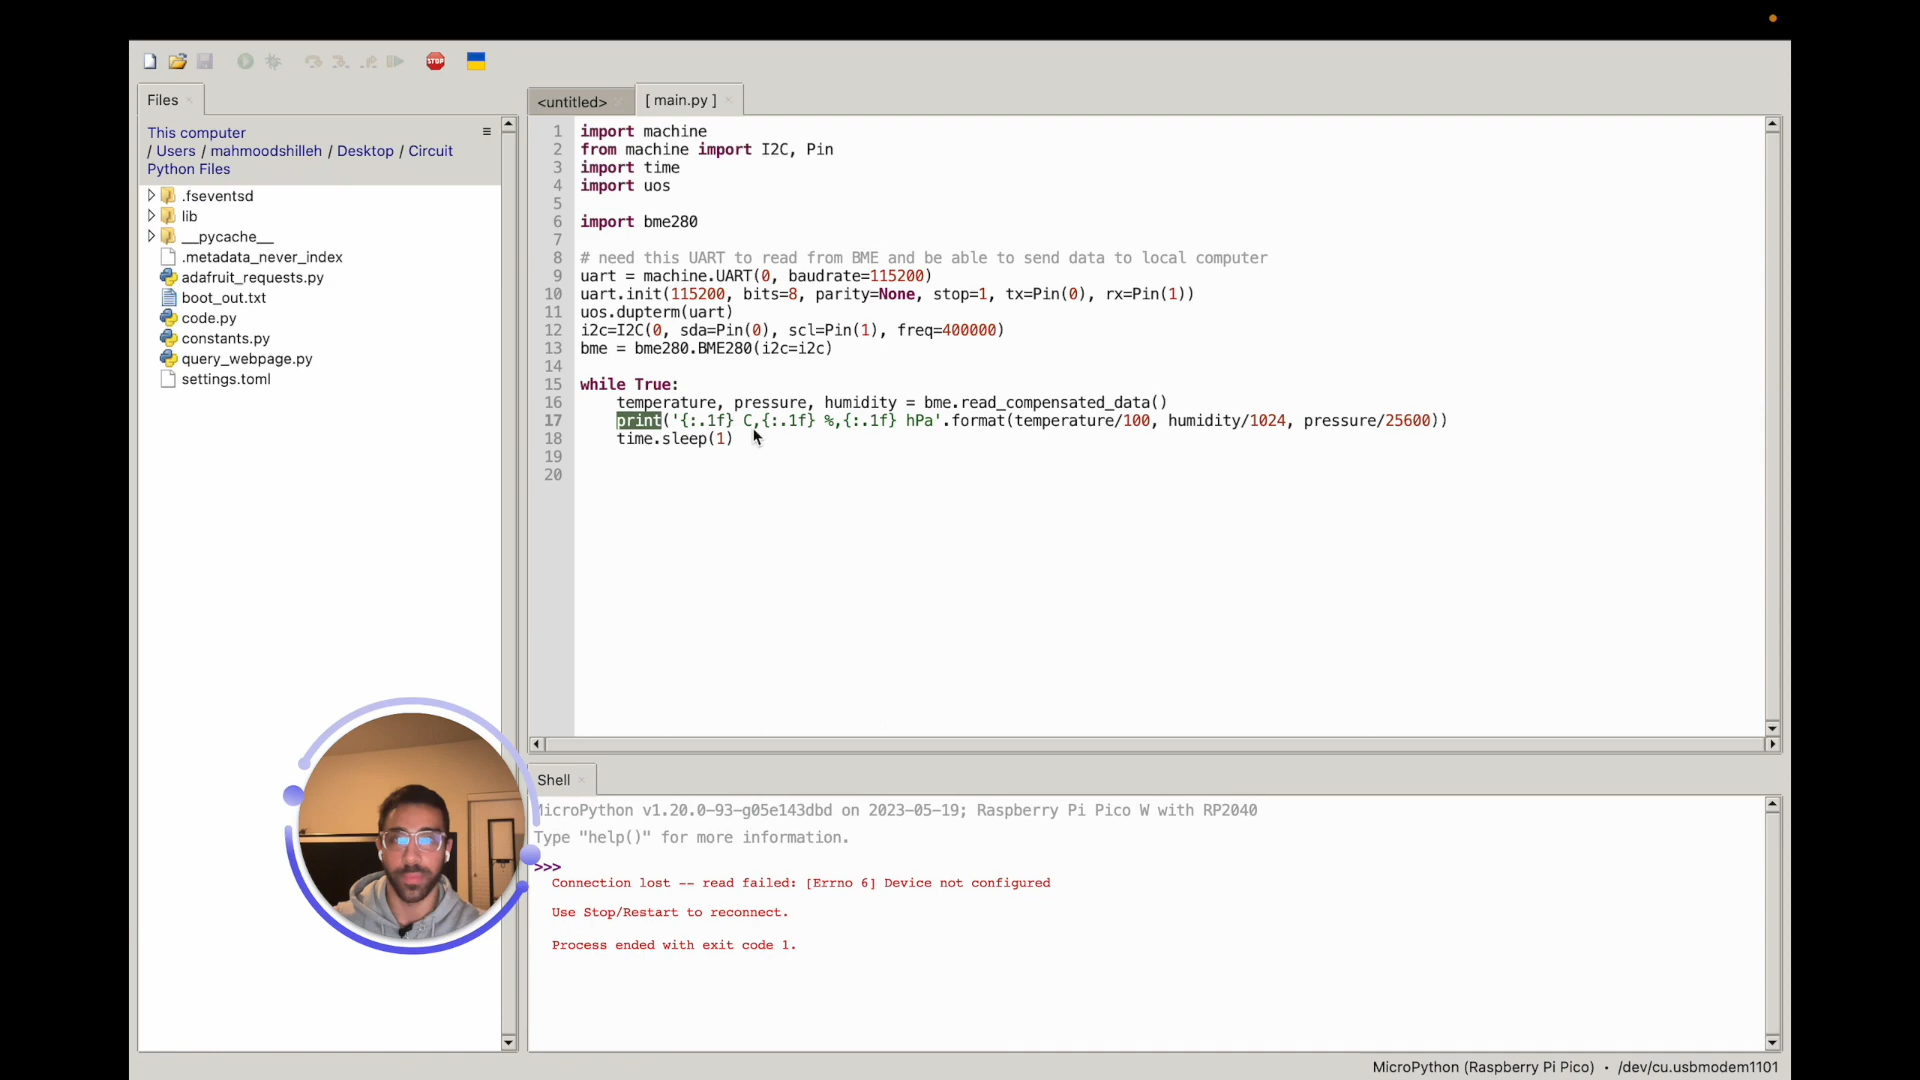 STOP
Files
This computer
/ Users / mahmoodshilleh / Desktop / Circuit
Python Files
.fseventsd
lib
__pycache__
.metadata_never_index
adafruit_requests.py
boot_out.txt
code.py
constants.py
query_webpage.py
settings.toml
<untitled>
[ main.py ]
1 import machine
2 from machine import I2C, Pin
3 import time
4 import uos
5
6 import bme280
7
8 # need this UART to read from BME and be able to send data to local computer
9 uart = machine.UART(0, baudrate=115200)
10 uart.init(115200, bits=8, parity=None, stop=1, tx=Pin(0), rx=Pin(1))
11 uos.dupterm(uart)
12 i2c=I2C(0, sda=Pin(0), scl=Pin(1), freq=400000)
13 bme = bme280.BME280(i2c=i2c)
14
15 while True:
16     temperature, pressure, humidity = bme.read_compensated_data()
17     print('{:.1f} C,{:.1f} %,{:.1f} hPa'.format(temperature/100, humidity/1024, pressure/25600))
18     time.sleep(1)
19
20
Shell
MicroPython v1.20.0-93-g05e143dbd on 2023-05-19; Raspberry Pi Pico W with RP2040
Type "help()" for more information.
>>>
Connection lost -- read failed: [Errno 6] Device not configured
Use Stop/Restart to reconnect.
Process ended with exit code 1.
MicroPython (Raspberry Pi Pico) • /dev/cu.usbmodem1101